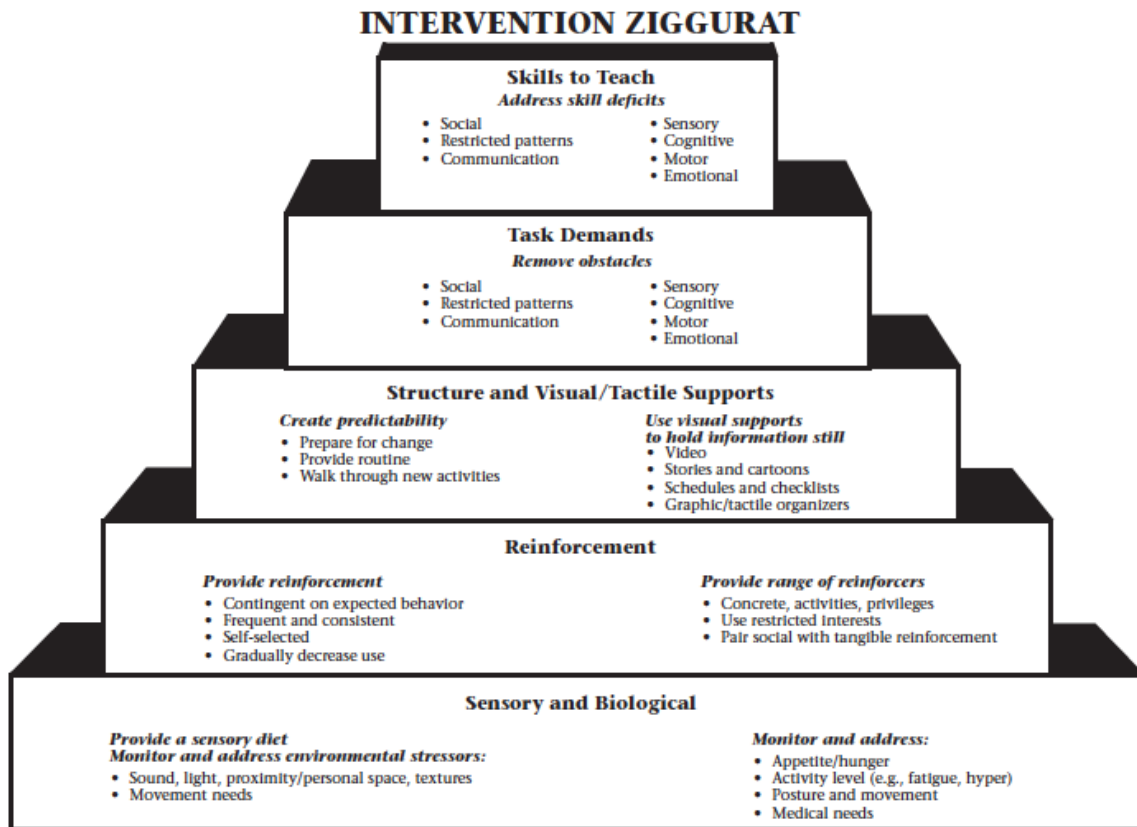 INTERVENTION ZIGGURAT
Skills to Teach
Address skill deficits
• Social
• Restricted patterns
• Communication
• Sensory
• Cognitive
• Motor
• Emotional
Task Demands
Remove obstacles
• Social
• Restricted patterns
• Communication
• Sensory
• Cognitive
• Motor
• Emotional
Structure and Visual/Tactile Supports
Create predictability
• Prepare for change
• Provide routine
• Walk through new activities
Use visual supports
to hold information still
• Video
• Stories and cartoons
• Schedules and checklists
• Graphic/tactile organizers
Reinforcement
Provide reinforcement
• Contingent on expected behavior
• Frequent and consistent
• Self-selected
• Gradually decrease use
Provide range of reinforcers
• Concrete, activities, privileges
• Use restricted interests
• Pair social with tangible reinforcement
Sensory and Biological
Provide a sensory diet
Monitor and address environmental stressors:
• Sound, light, proximity/personal space, textures
• Movement needs
Monitor and address:
• Appetite/hunger
• Activity level (e.g., fatigue, hyper)
• Posture and movement
• Medical needs